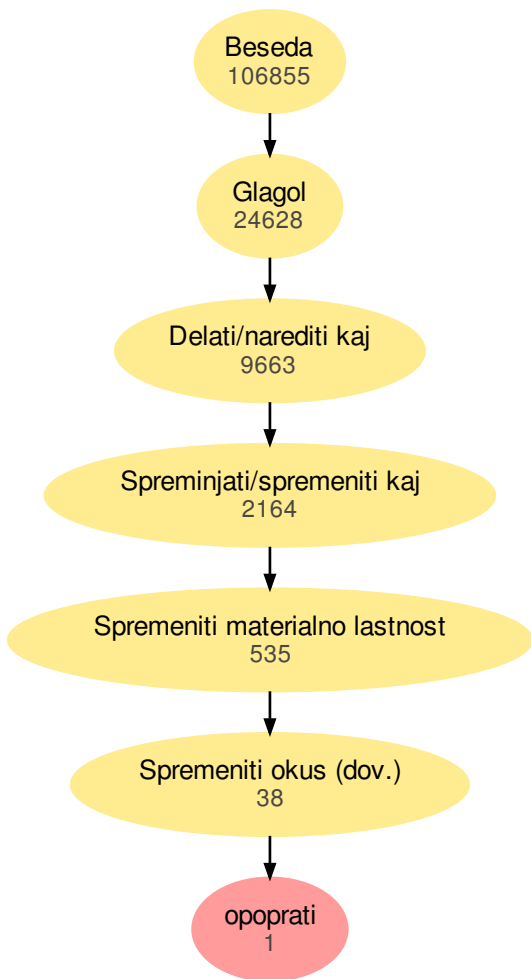 Beseda
106855
Glagol
24628
Delati/narediti kaj
9663
Spreminjati/spremeniti kaj
2164
Spremeniti materialno lastnost
535
Spremeniti okus (dov.)
38
opoprati
1